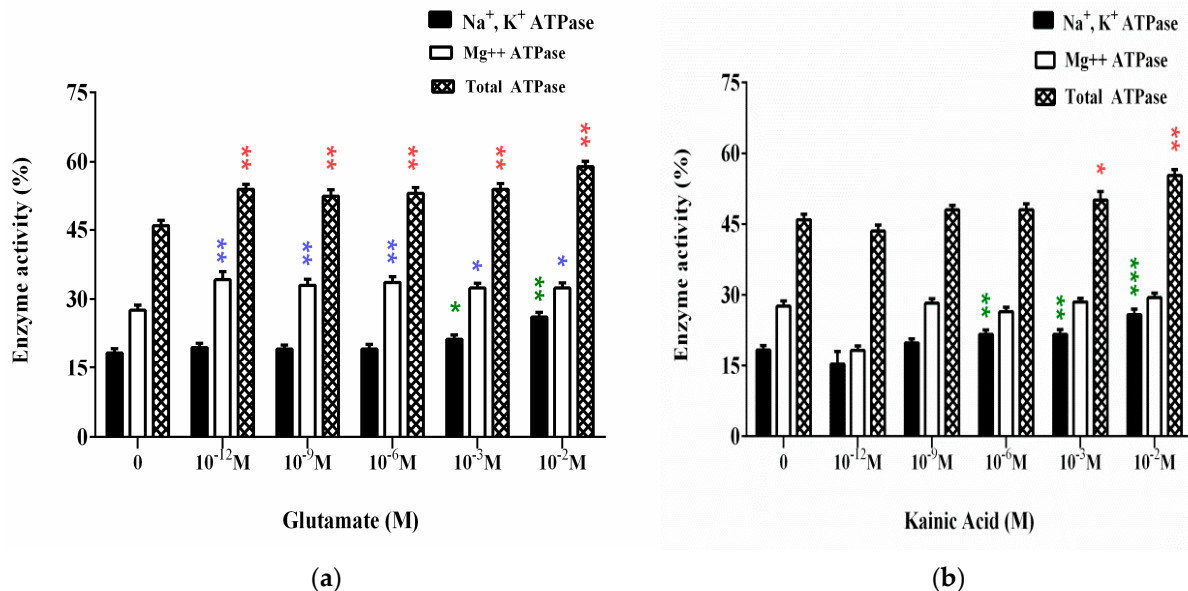 Na⁺, K⁺ ATPase
Mg++ ATPase
Total ATPase
Enzyme activity (%)
75
60
45
30
15
0
** ** ** ** **
** ** ** * *
* **
0 10⁻¹²M 10⁻⁹M 10⁻⁶M 10⁻³M 10⁻²M
Glutamate (M)
(a)
Na⁺, K⁺ ATPase
Mg++ ATPase
Total ATPase
Enzyme activity (%)
75
60
45
30
15
0
* **
** ** ***
0 10⁻¹²M 10⁻⁹M 10⁻⁶M 10⁻³M 10⁻²M
Kainic Acid (M)
(b)